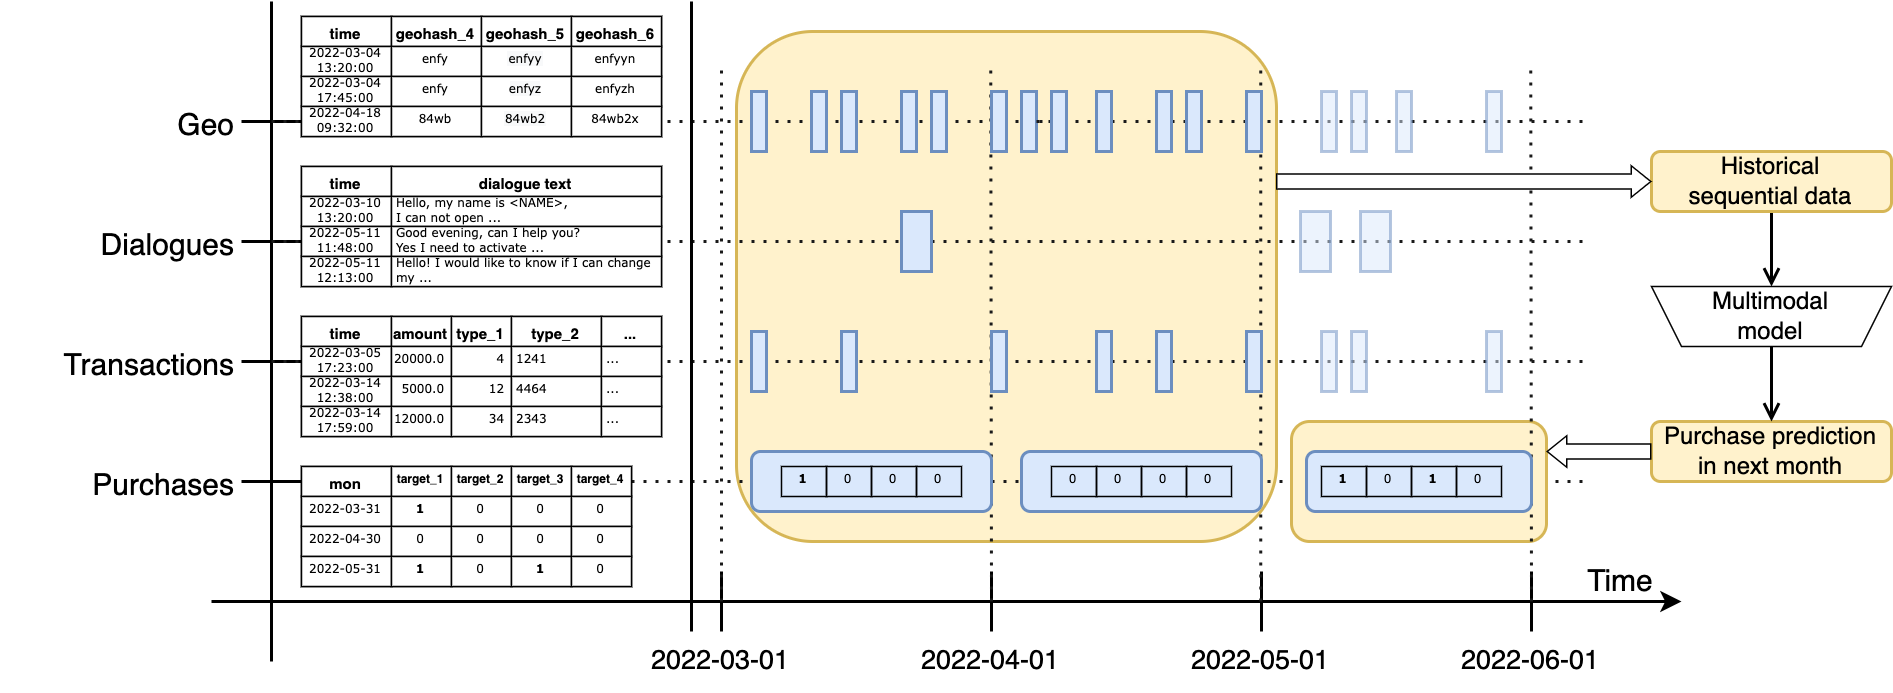 Geo
time geohash_4 geohash_5 geohash_6
2022-03-04
13:20:00 enfy enfyy enfyyn
2022-03-04
17:45:00 enfy enfyz enfyzh
2022-04-18
09:32:00 84wb 84wb2 84wb2x
Dialogues
time dialogue text
2022-03-10 Hello, my name is <NAME>,
13:20:00 I can not open ...
2022-05-11 Good evening, can I help you?
11:48:00 Yes I need to activate ...
2022-05-11 Hello! I would like to know if I can change
12:13:00 my ...
Transactions
time amount type_1 type_2 ...
2022-03-05
17:23:00 20000.0 4 1241 ...
2022-03-14
12:38:00 5000.0 12 4464 ...
2022-03-14
17:59:00 12000.0 34 2343 ...
Purchases
mon target_1 target_2 target_3 target_4
2022-03-31 1 0 0 0
2022-04-30 0 0 0 0
2022-05-31 1 0 1 0
1 0 0 0
0 0 0 0
1 0 1 0
Historical
sequential data
Multimodal
model
Purchase prediction
in next month
Time
2022-03-01 2022-04-01 2022-05-01 2022-06-01